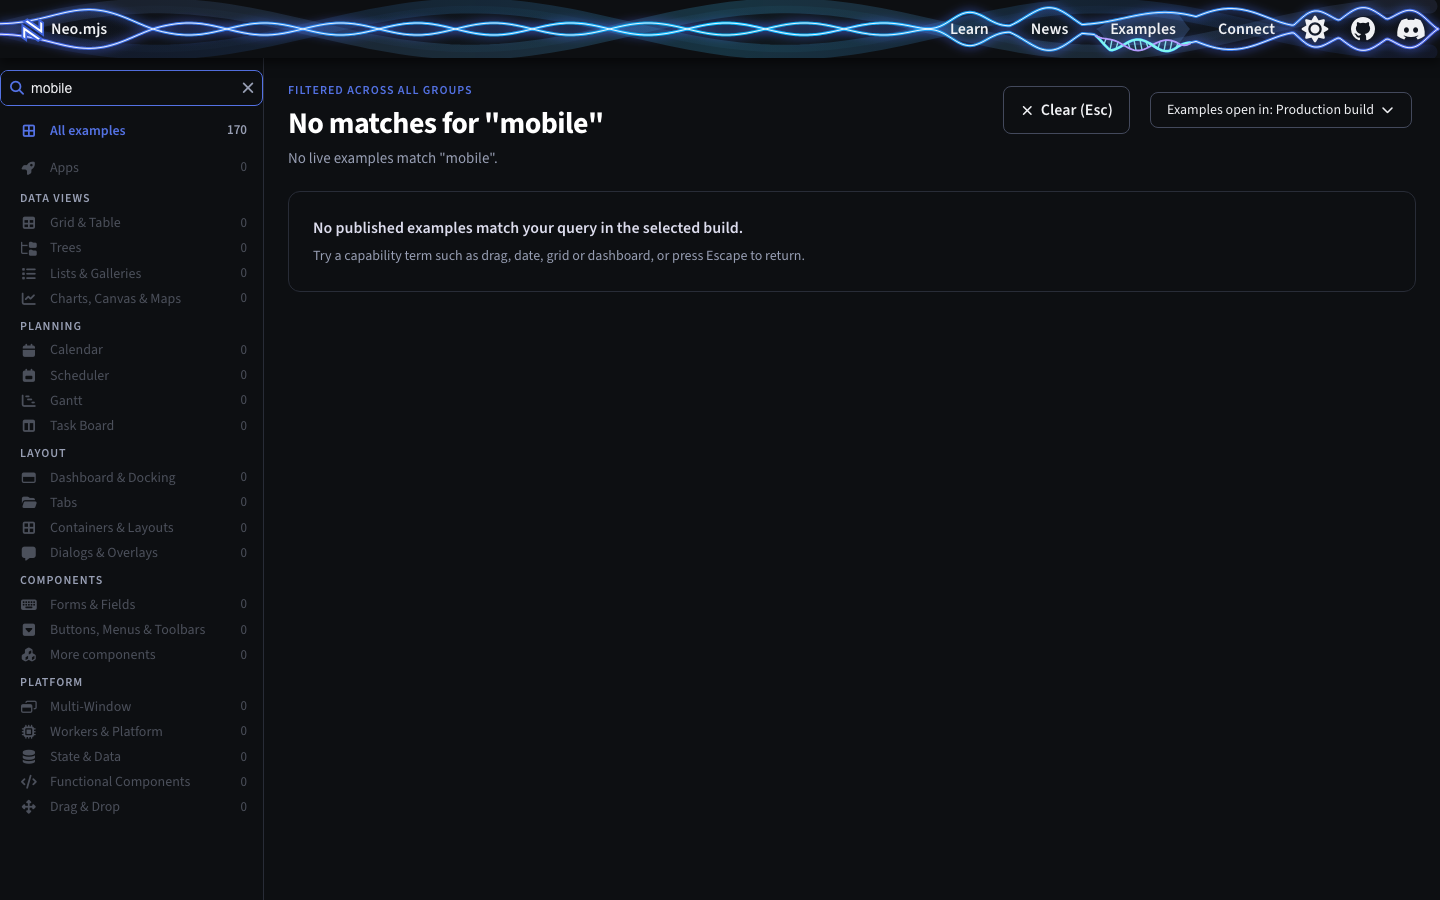 Neo.mjs
Learn
News
Examples
Connect
mobile
All examples 170
Apps 0
DATA VIEWS
Grid & Table 0
Trees 0
Lists & Galleries 0
Charts, Canvas & Maps 0
PLANNING
Calendar 0
Scheduler 0
Gantt 0
Task Board 0
LAYOUT
Dashboard & Docking 0
Tabs 0
Containers & Layouts 0
Dialogs & Overlays 0
COMPONENTS
Forms & Fields 0
Buttons, Menus & Toolbars 0
More components 0
PLATFORM
Multi-Window 0
Workers & Platform 0
State & Data 0
Functional Components 0
Drag & Drop 0
FILTERED ACROSS ALL GROUPS
No matches for "mobile"
No live examples match "mobile".
Clear (Esc)
Examples open in: Production build
No published examples match your query in the selected build.
Try a capability term such as drag, date, grid or dashboard, or press Escape to return.